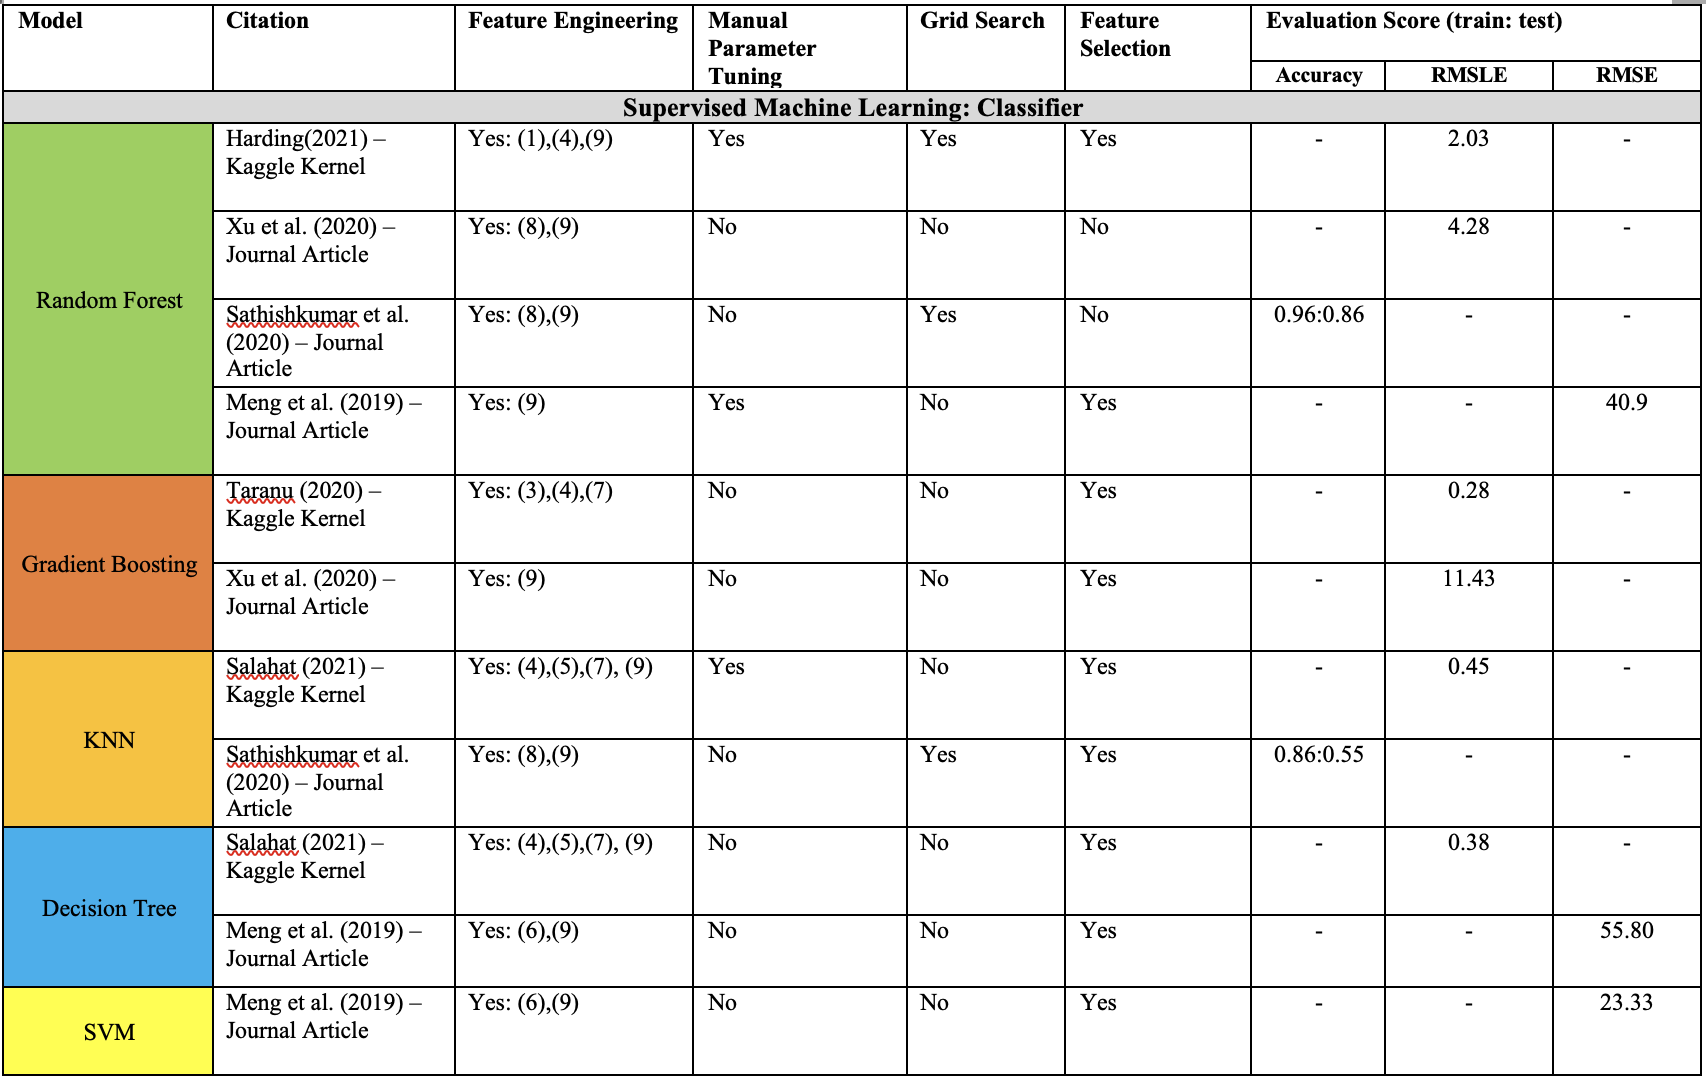 Model Citation Feature Engineering Manual Parameter Tuning Grid Search Feature Selection Evaluation Score (train: test)
Accuracy RMSLE RMSE
Supervised Machine Learning: Classifier
Random Forest
Harding(2021) –
Kaggle Kernel
Yes: (1),(4),(9) Yes Yes Yes - 2.03 -
Xu et al. (2020) –
Journal Article
Yes: (8),(9) No No No - 4.28 -
Sathishkumar et al.
(2020) – Journal
Article
Yes: (8),(9) No Yes No 0.96:0.86 - -
Meng et al. (2019) –
Journal Article
Yes: (9) Yes No Yes - - 40.9
Gradient Boosting
Taranu (2020) –
Kaggle Kernel
Yes: (3),(4),(7) No No Yes - 0.28 -
Xu et al. (2020) –
Journal Article
Yes: (9) No No Yes - 11.43 -
KNN
Salahat (2021) –
Kaggle Kernel
Yes: (4),(5),(7), (9) Yes No Yes - 0.45 -
Sathishkumar et al.
(2020) – Journal
Article
Yes: (8),(9) No Yes Yes 0.86:0.55 - -
Decision Tree
Salahat (2021) –
Kaggle Kernel
Yes: (4),(5),(7), (9) No No Yes - 0.38 -
Meng et al. (2019) –
Journal Article
Yes: (6),(9) No No Yes - - 55.80
SVM
Meng et al. (2019) –
Journal Article
Yes: (6),(9) No No Yes - - 23.33